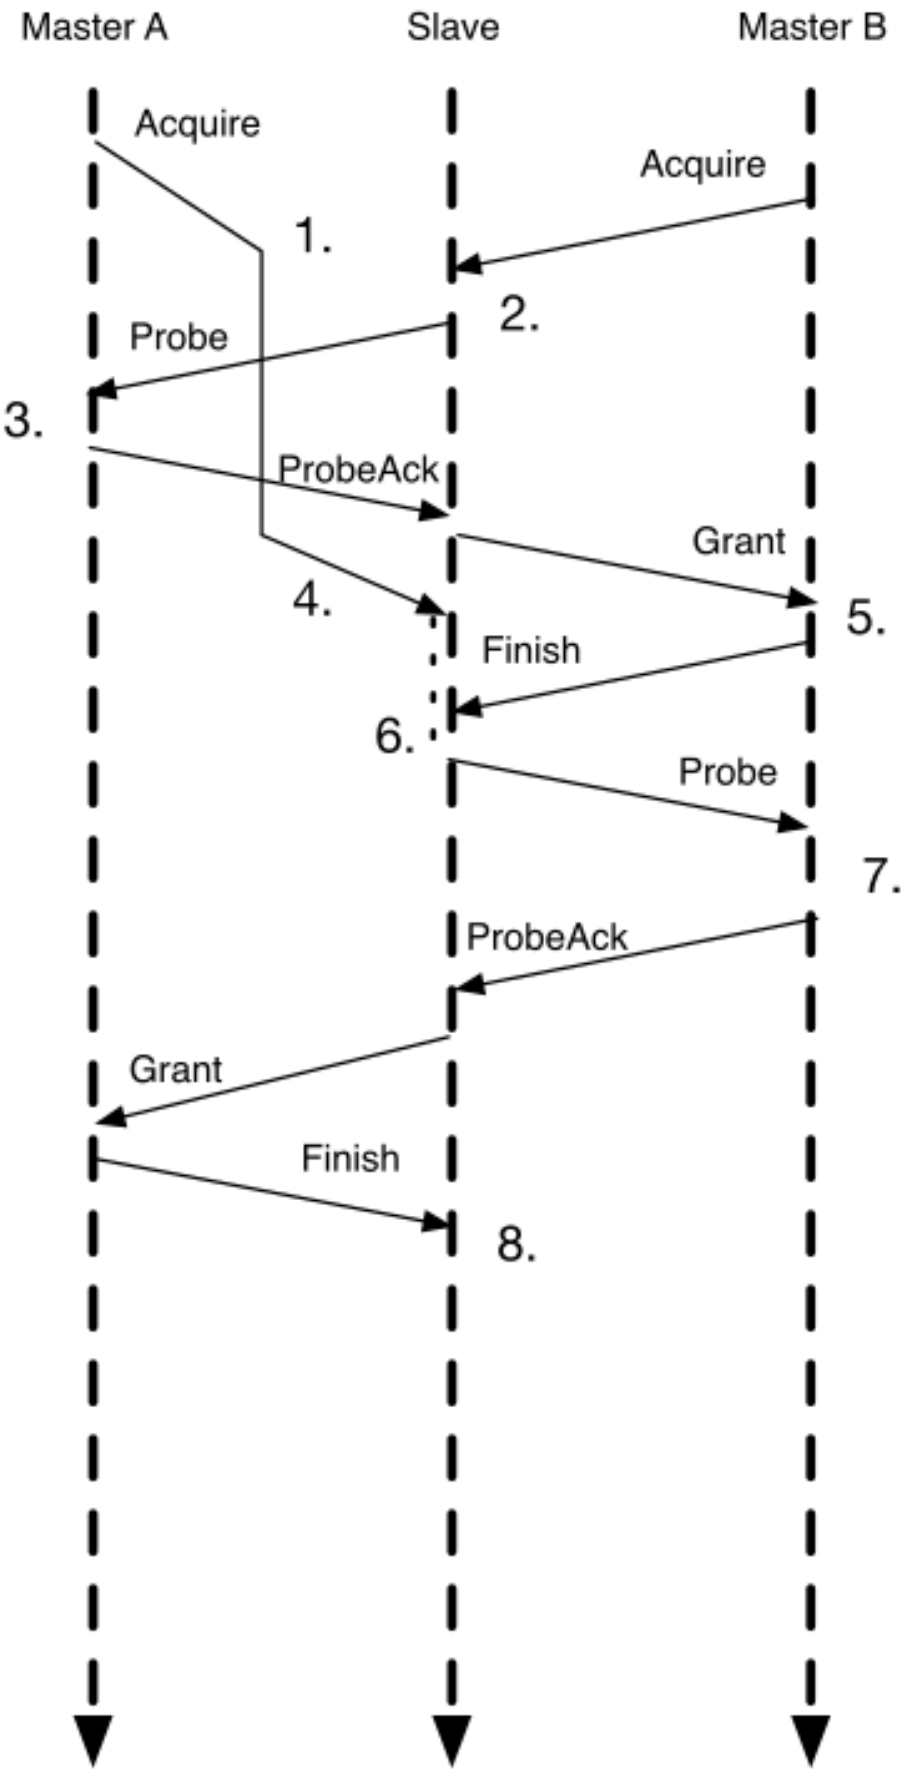 Master A
Slave
Master B
Acquire
Acquire
1.
2.
Probe
3.
ProbeAck
Grant
4.
5.
Finish
6.
Probe
7.
ProbeAck
Grant
Finish
8.